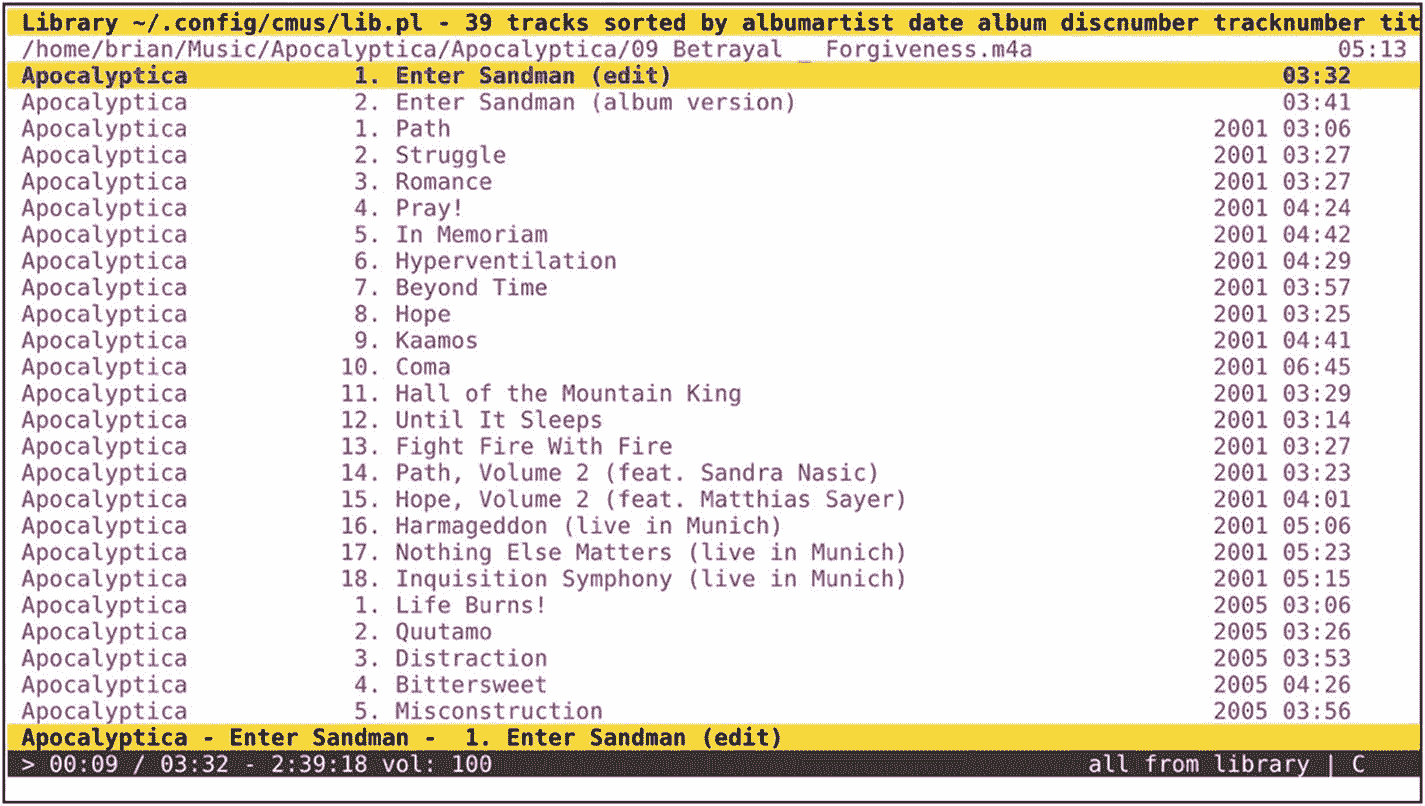 Library ~/.config/cmus/lib.pl - 39 tracks sorted by albumartist date album discnumber tracknumber tit
/home/brian/Music/Apocalyptica/Apocalyptica/09 Betrayal _ Forgiveness.m4a 05:13
Apocalyptica 1. Enter Sandman (edit) 03:32
Apocalyptica 2. Enter Sandman (album version) 03:41
Apocalyptica 1. Path 2001 03:06
Apocalyptica 2. Struggle 2001 03:27
Apocalyptica 3. Romance 2001 03:27
Apocalyptica 4. Pray! 2001 04:24
Apocalyptica 5. In Memoriam 2001 04:42
Apocalyptica 6. Hyperventilation 2001 04:29
Apocalyptica 7. Beyond Time 2001 03:57
Apocalyptica 8. Hope 2001 03:25
Apocalyptica 9. Kaamos 2001 04:41
Apocalyptica 10. Coma 2001 06:45
Apocalyptica 11. Hall of the Mountain King 2001 03:29
Apocalyptica 12. Until It Sleeps 2001 03:14
Apocalyptica 13. Fight Fire With Fire 2001 03:27
Apocalyptica 14. Path, Volume 2 (feat. Sandra Nasic) 2001 03:23
Apocalyptica 15. Hope, Volume 2 (feat. Matthias Sayer) 2001 04:01
Apocalyptica 16. Harmageddon (live in Munich) 2001 05:06
Apocalyptica 17. Nothing Else Matters (live in Munich) 2001 05:23
Apocalyptica 18. Inquisition Symphony (live in Munich) 2001 05:15
Apocalyptica 1. Life Burns! 2005 03:06
Apocalyptica 2. Quutamo 2005 03:26
Apocalyptica 3. Distraction 2005 03:53
Apocalyptica 4. Bittersweet 2005 04:26
Apocalyptica 5. Misconstruction 2005 03:56
Apocalyptica - Enter Sandman - 1. Enter Sandman (edit)
> 00:09 / 03:32 - 2:39:18 vol: 100 all from library | C